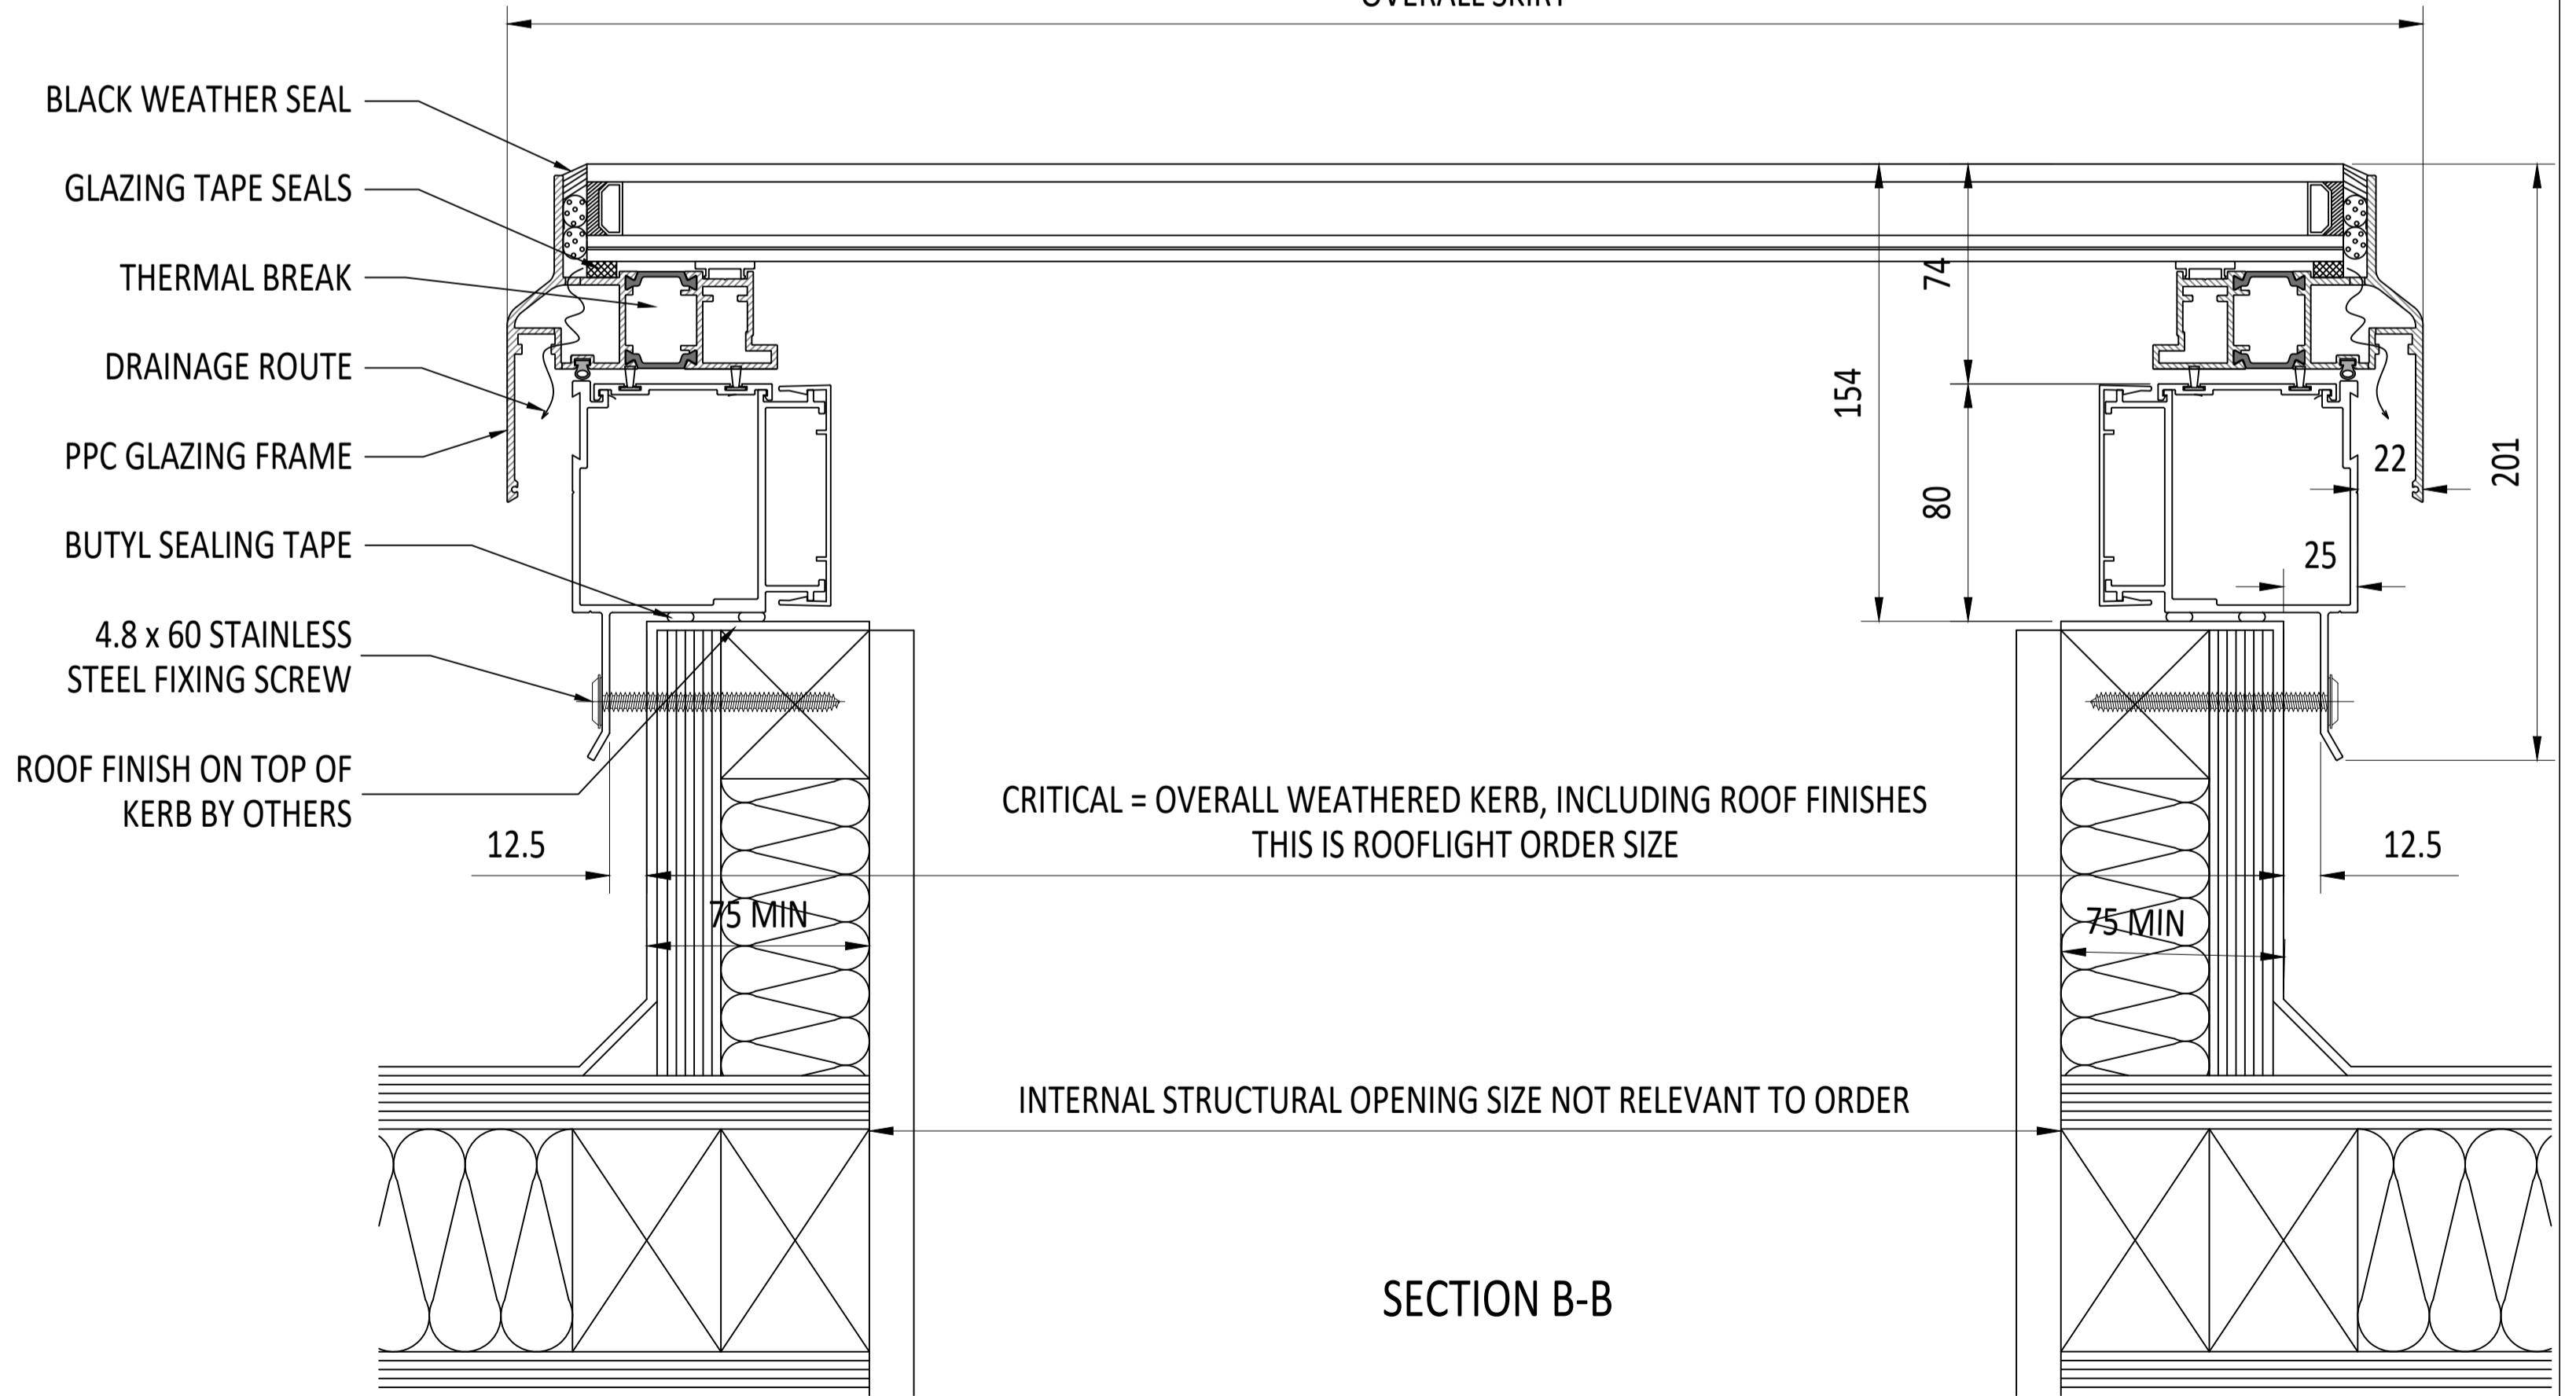 OVERALL SKIRT
BLACK WEATHER SEAL
GLAZING TAPE SEALS
THERMAL BREAK
DRAINAGE ROUTE
PPC GLAZING FRAME
BUTYL SEALING TAPE
4.8 x 60 STAINLESS
STEEL FIXING SCREW
ROOF FINISH ON TOP OF
KERB BY OTHERS
74
154
80
22
201
25
CRITICAL = OVERALL WEATHERED KERB, INCLUDING ROOF FINISHES
THIS IS ROOFLIGHT ORDER SIZE
12.5
12.5
75 MIN
75 MIN
INTERNAL STRUCTURAL OPENING SIZE NOT RELEVANT TO ORDER
SECTION B-B